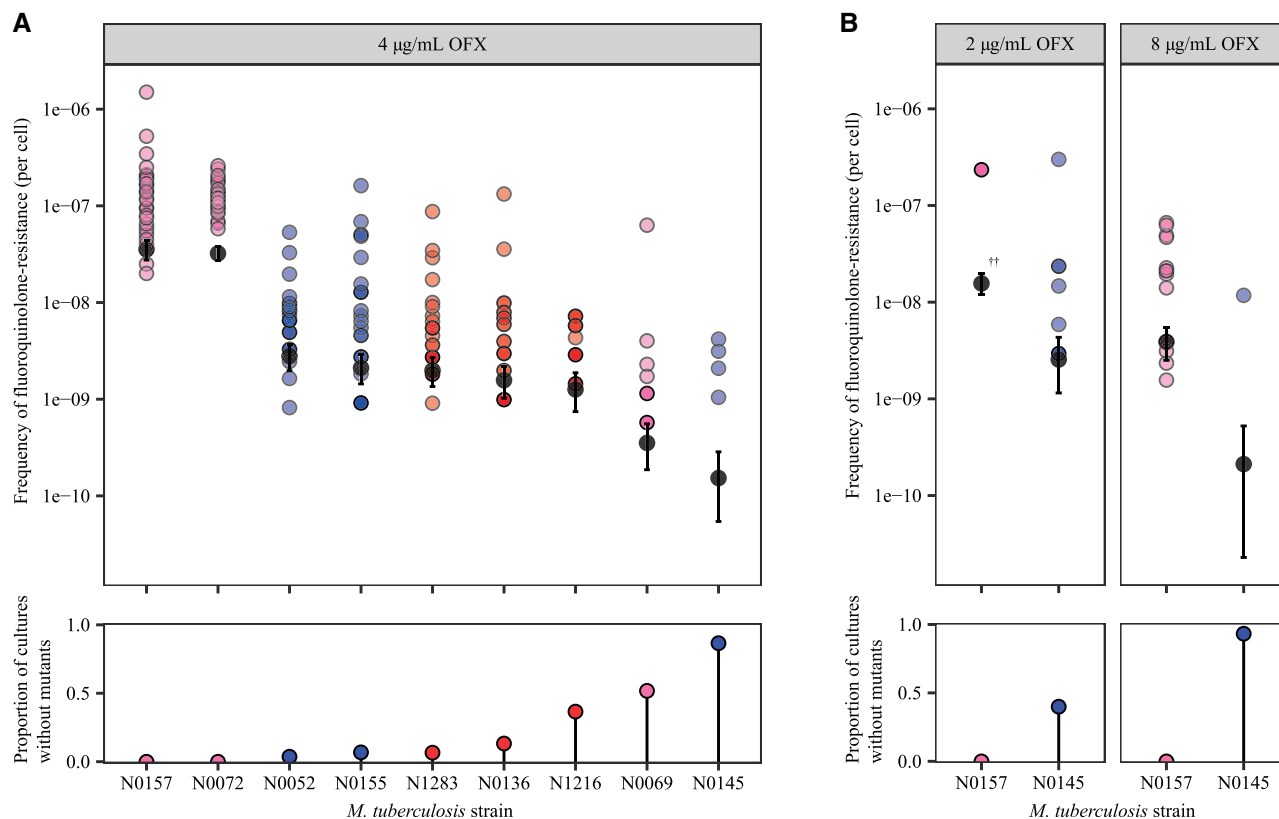 A
B
4 µg/mL OFX
2 µg/mL OFX
8 µg/mL OFX
Frequency of fluoroquinolone-resistance (per cell)
1e−06
1e−07
1e−08
1e−09
1e−10
Frequency of fluoroquinolone-resistance (per cell)
1e−06
1e−07
1e−08
1e−09
1e−10
††
Proportion of cultures
without mutants
1.0
0.5
0.0
N0157 N0072 N0052 N0155 N1283 N0136 N1216 N0069 N0145
M. tuberculosis strain
Proportion of cultures
without mutants
1.0
0.5
0.0
N0157 N0145 N0157 N0145
M. tuberculosis strain